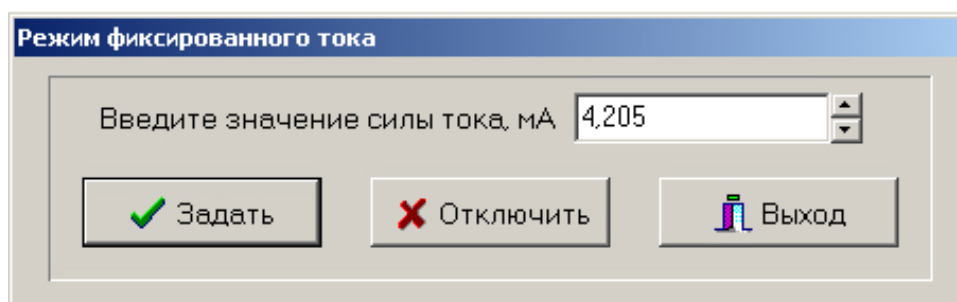 Режим фиксированного тока
Введите значение силы тока, мА 4,205
Задать Отключить Выход